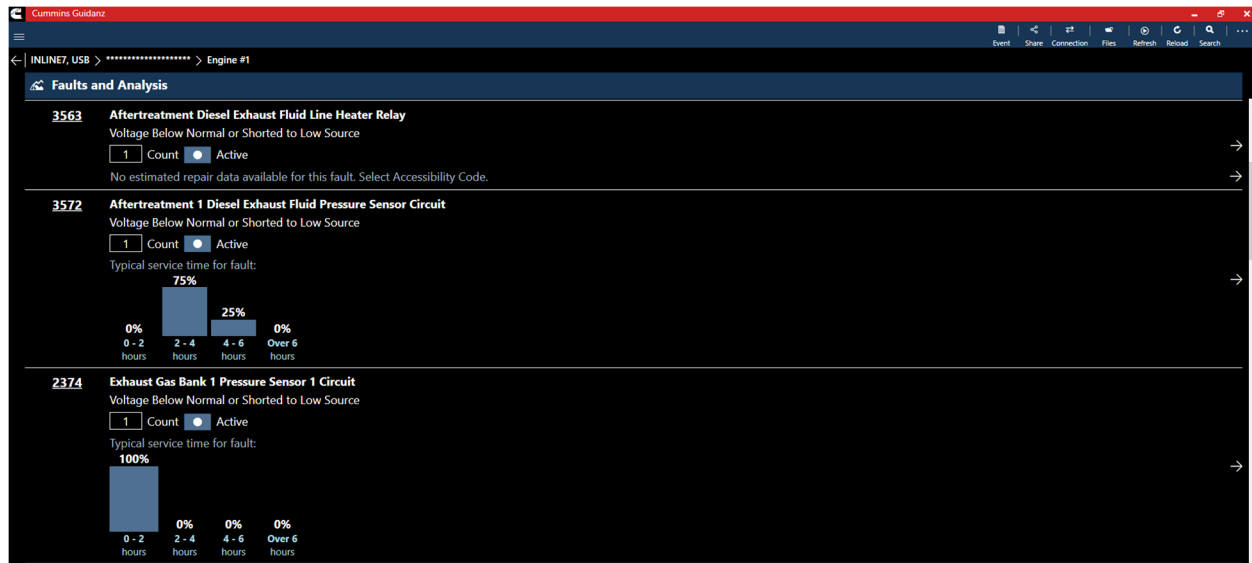 Cummins Guidanz
Event Share Connection Files Refresh Reload Search
INLINE7, USB > ******************** > Engine #1
Faults and Analysis
3563 Aftertreatment Diesel Exhaust Fluid Line Heater Relay
Voltage Below Normal or Shorted to Low Source
1 Count Active
No estimated repair data available for this fault. Select Accessibility Code.
3572 Aftertreatment 1 Diesel Exhaust Fluid Pressure Sensor Circuit
Voltage Below Normal or Shorted to Low Source
1 Count Active
Typical service time for fault:
75%
25%
0% 0%
0 - 2 2 - 4 4 - 6 Over 6
hours hours hours hours
2374 Exhaust Gas Bank 1 Pressure Sensor 1 Circuit
Voltage Below Normal or Shorted to Low Source
1 Count Active
Typical service time for fault:
100%
0% 0% 0%
0 - 2 2 - 4 4 - 6 Over 6
hours hours hours hours